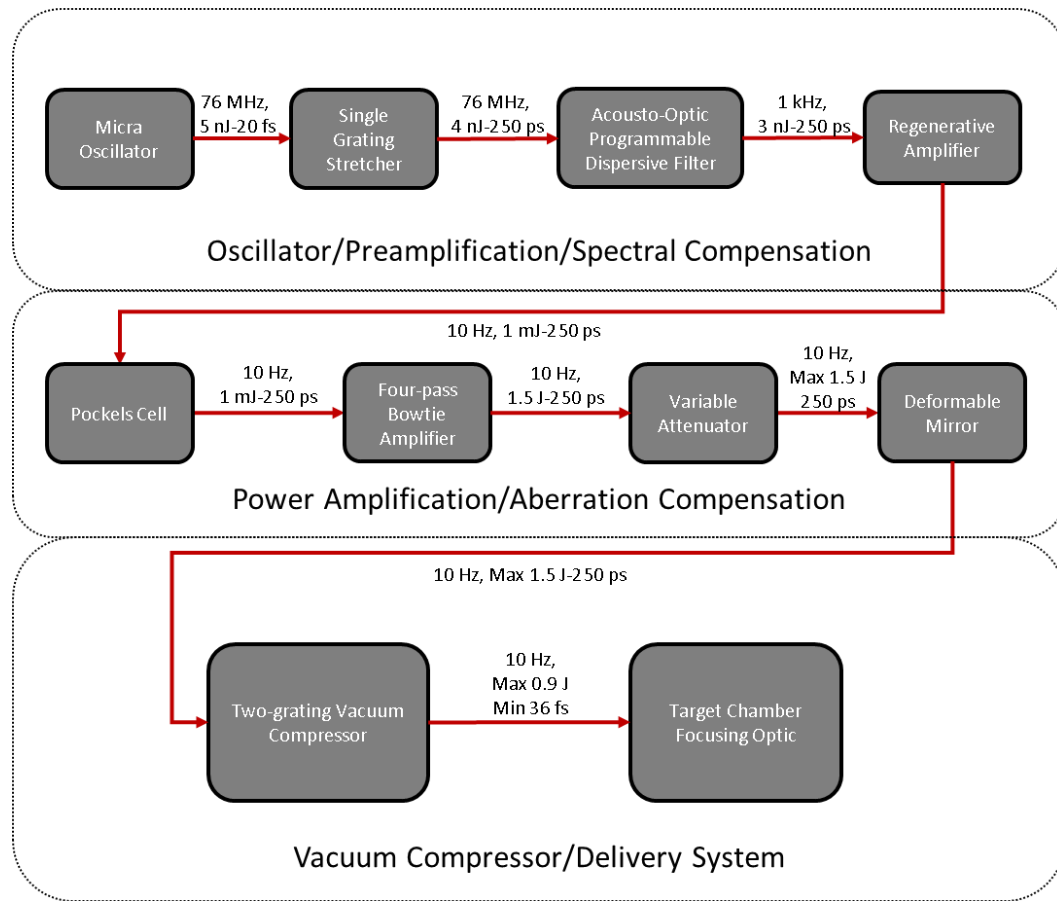 76 MHz,
5 nJ-20 fs
76 MHz,
4 nJ-250 ps
1 kHz,
3 nJ-250 ps
Micra
Oscillator
Single
Grating
Stretcher
Acousto-Optic
Programmable
Dispersive Filter
Regenerative
Amplifier
Oscillator/Preamplification/Spectral Compensation
10 Hz, 1 mJ-250 ps
10 Hz,
1 mJ-250 ps
10 Hz,
1.5 J-250 ps
10 Hz,
Max 1.5 J
250 ps
Pockels Cell
Four-pass
Bowtie
Amplifier
Variable
Attenuator
Deformable
Mirror
Power Amplification/Aberration Compensation
10 Hz, Max 1.5 J-250 ps
Two-grating Vacuum
Compressor
10 Hz,
Max 0.9 J
Min 36 fs
Target Chamber
Focusing Optic
Vacuum Compressor/Delivery System